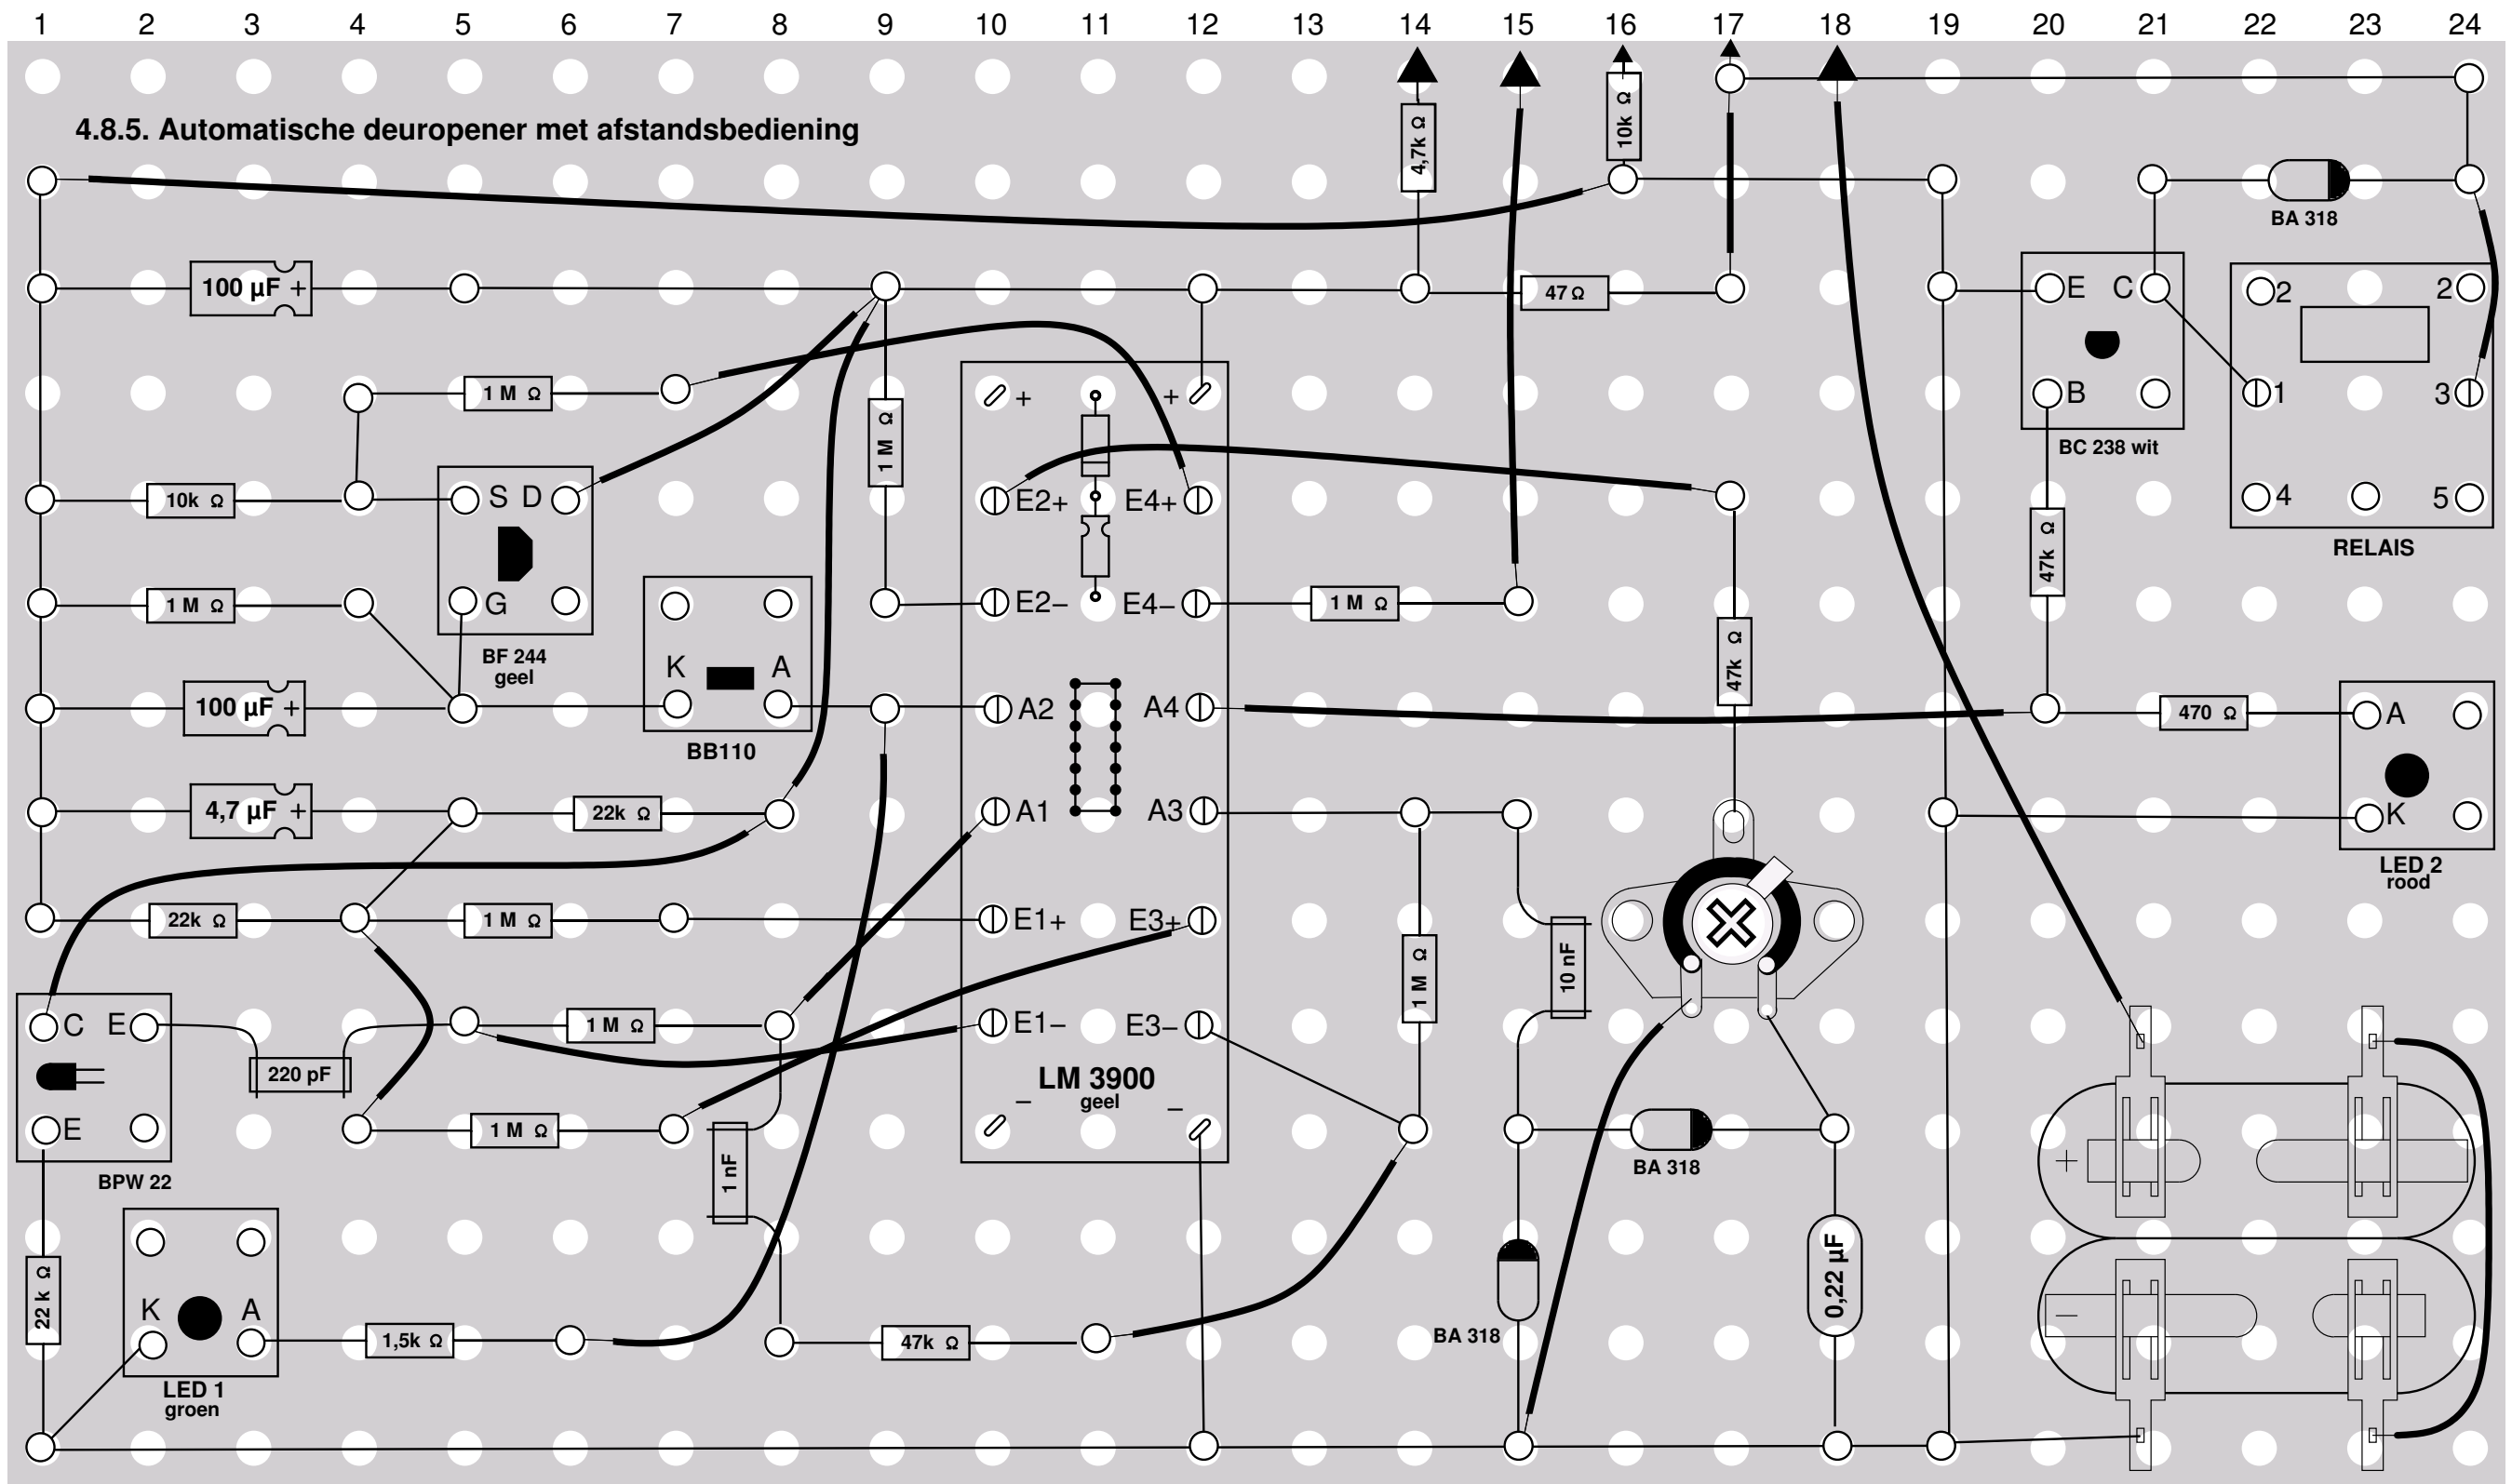 1 2 3 4 5 6 7 8 9 10 11 12 13 14 15 16 17 18 19 20 21 22 23 24
4.8.5. Automatische deuropener met afstandsbediening
4,7k Ω
10k Ω
BA 318
100 µF +
47 Ω
E C
2 2
1 M Ω
1 M Ω
+ +
B
1 3
BC 238 wit
10k Ω
S D
E2+ E4+
4 5
47k Ω
RELAIS
1 M Ω
G
E2– E4–
1 M Ω
BF 244
geel
K A
47k Ω
100 µF +
A2 A4
470 Ω
A
BB110
4,7 µF +
22k Ω
A1 A3
K
LED 2
rood
22k Ω
1 M Ω
E1+ E3+
1 M Ω
10 nF
C E
1 M Ω
E1– E3–
220 pF
LM 3900
geel
– –
E
1 M Ω
BA 318
BPW 22
1 nF
+
22 k Ω
K A
1,5k Ω
47k Ω
BA 318
0,22 µF
–
LED 1
groen